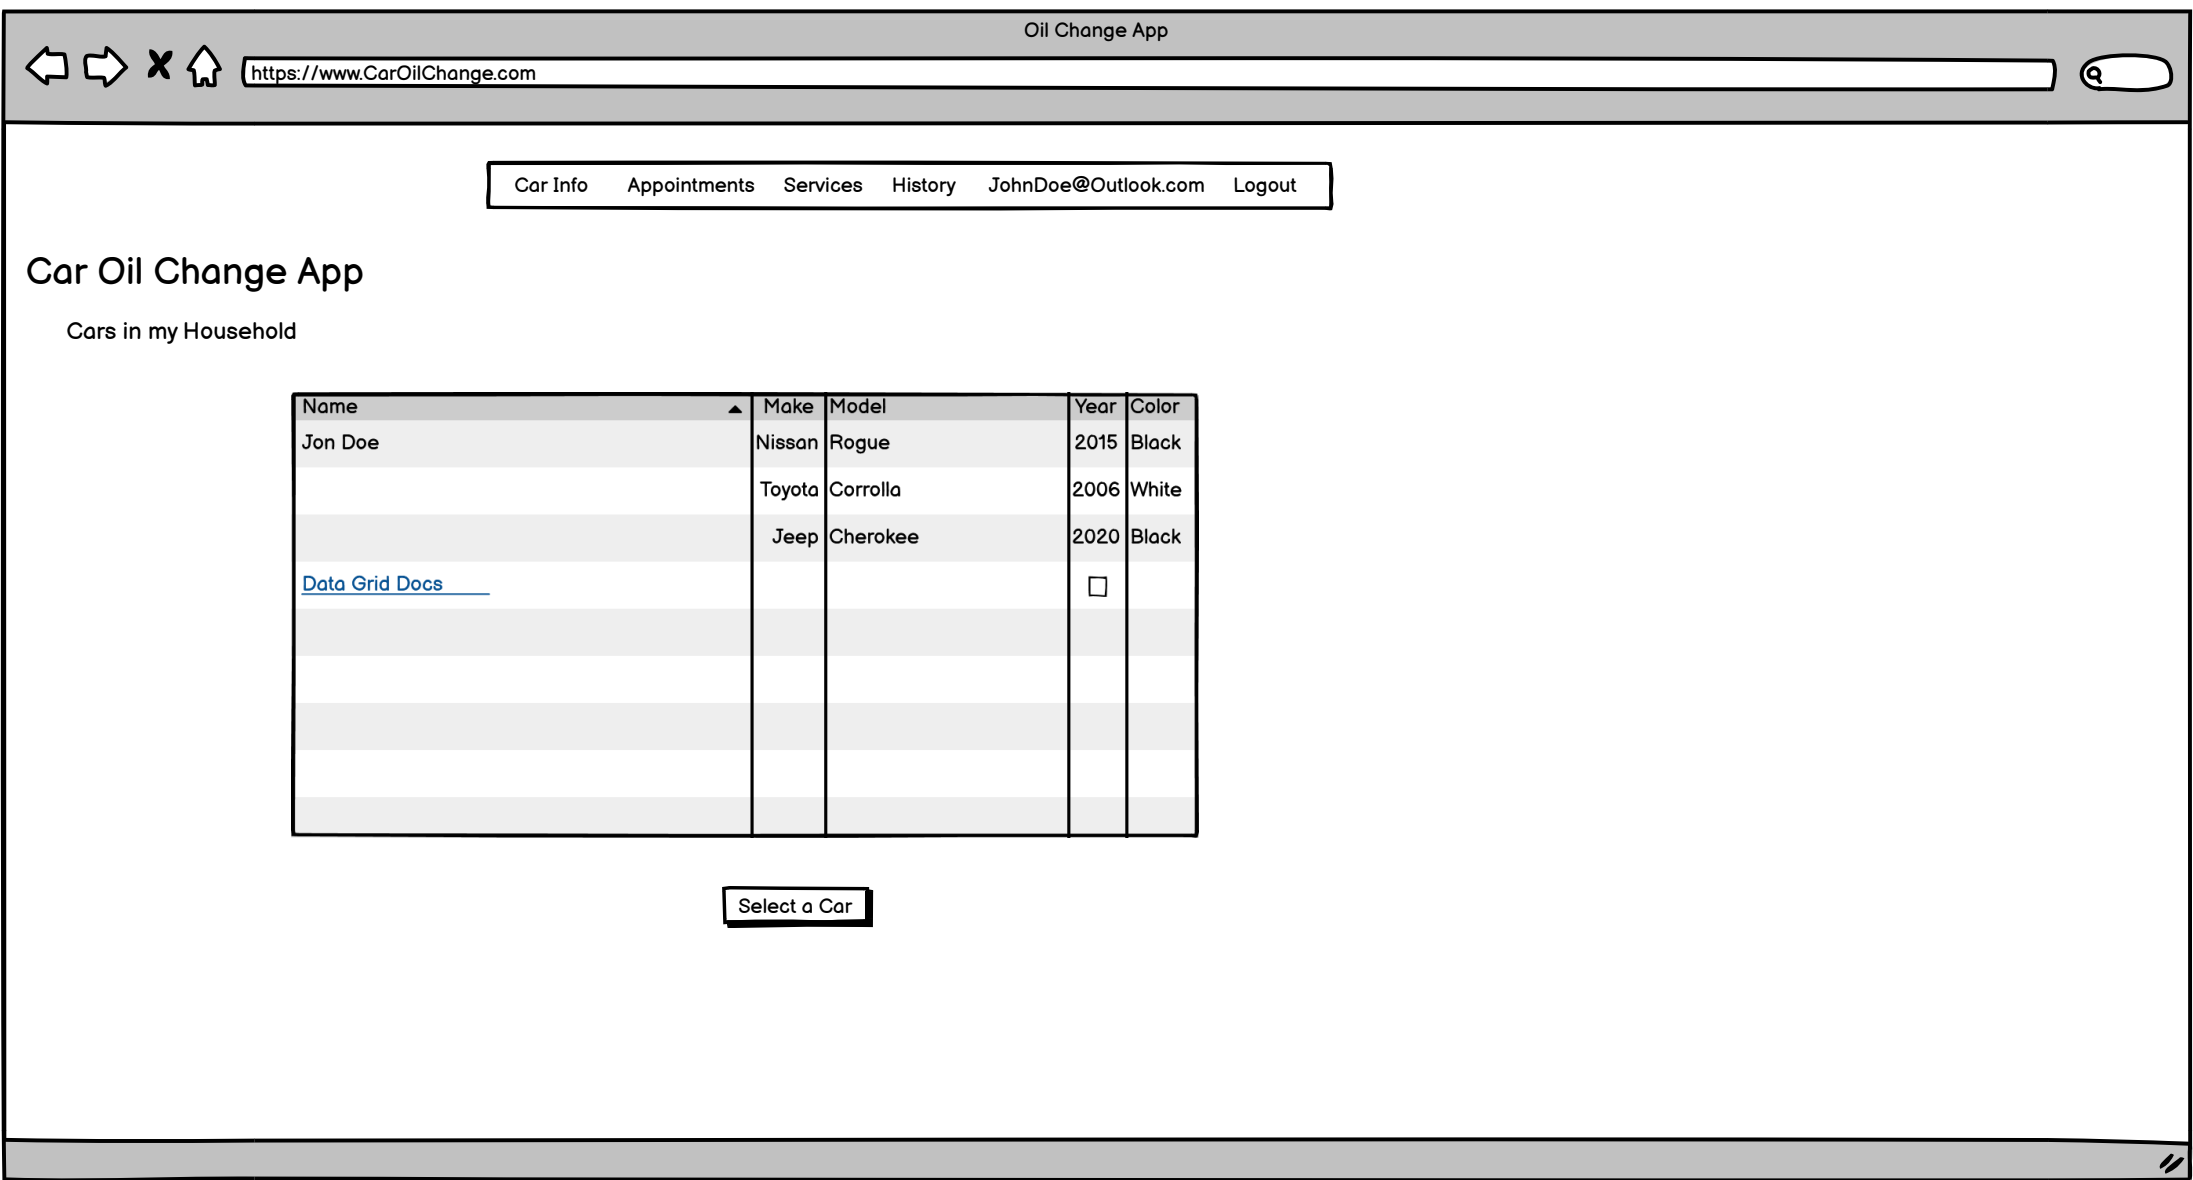 Oil Change App
https://www.CarOilChange.com
Car Info Appointments Services History JohnDoe@Outlook.com Logout
Car Oil Change App
Cars in my Household
Name Make Model Year Color
Jon Doe Nissan Rogue 2015 Black
Toyota Corrolla 2006 White
Jeep Cherokee 2020 Black
Data Grid Docs
Select a Car